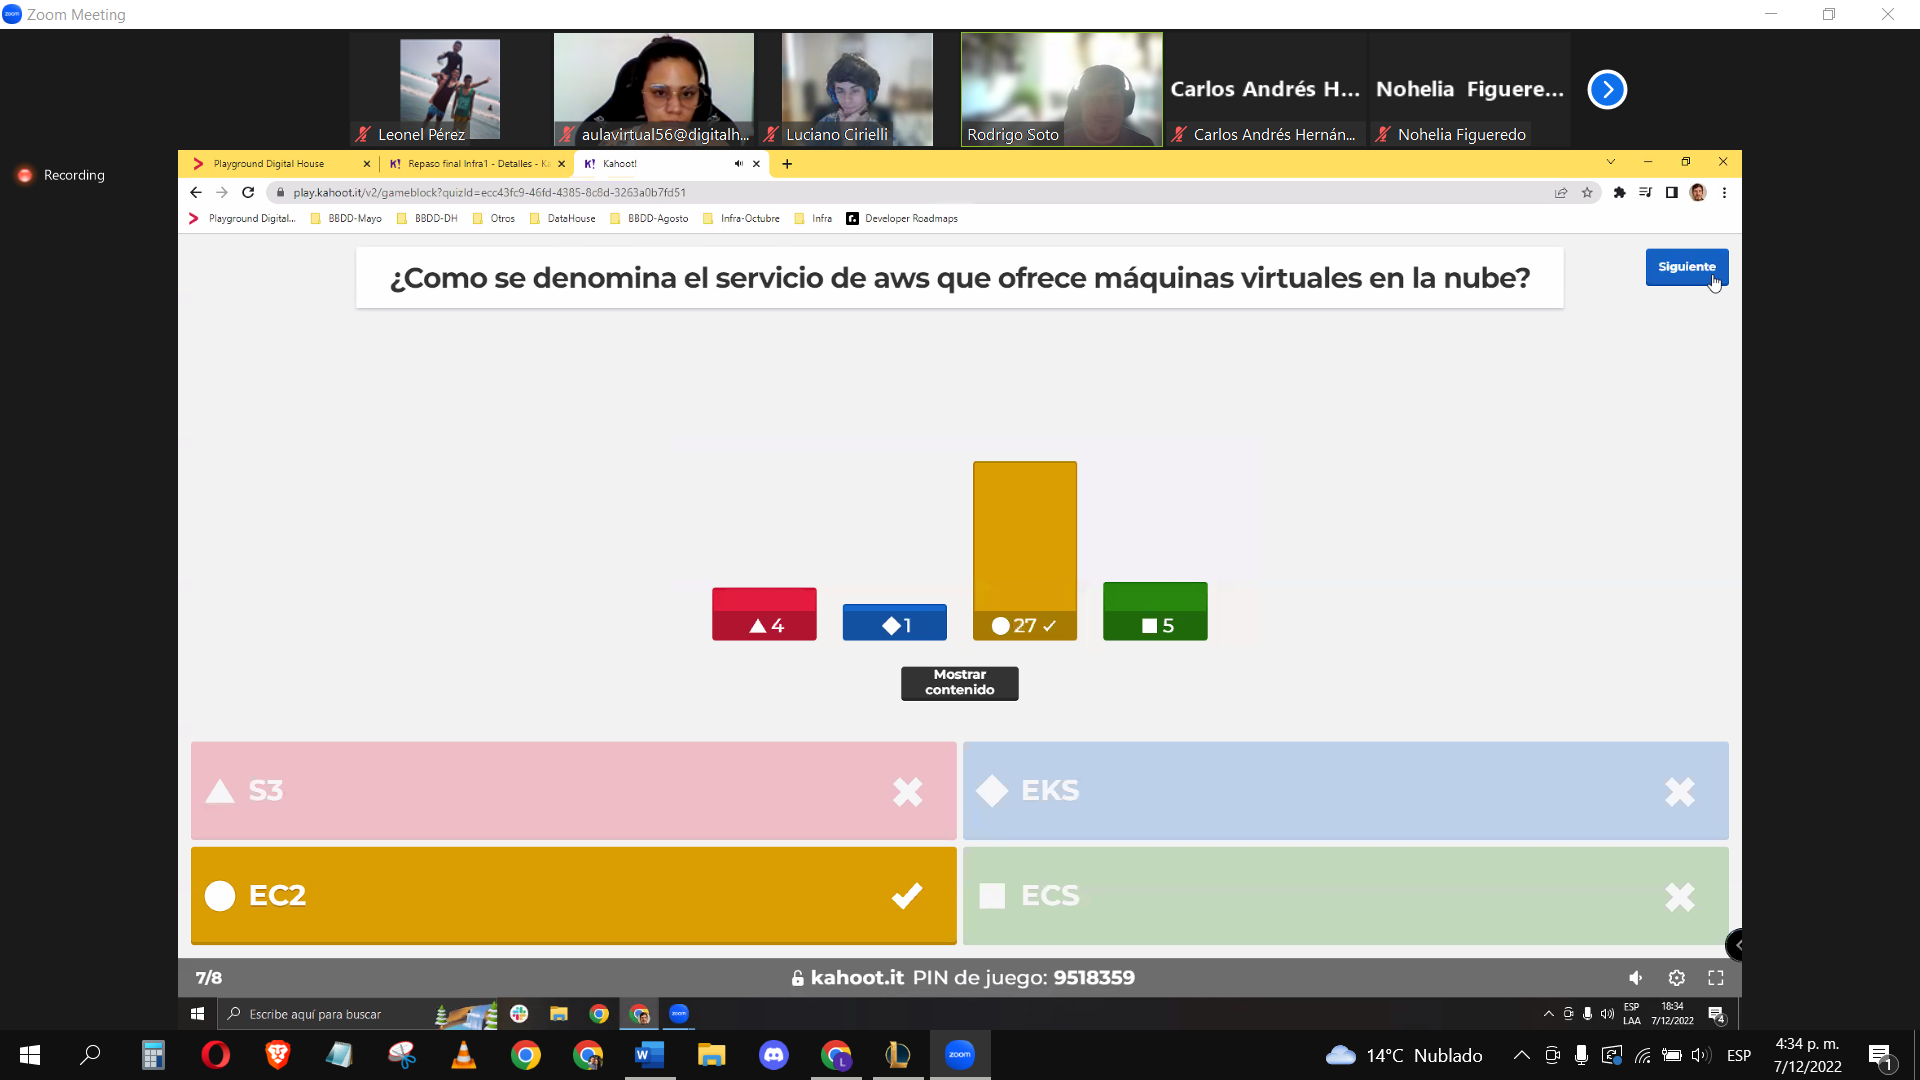 Zoom Meeting
Leonel Pérez
aulavirtual56@digitalh...
Luciano Cirielli
Rodrigo Soto
Carlos Andrés H...
Carlos Andrés Hernán...
Nohelia Figuere...
Nohelia Figueredo
Recording
Playground Digital House
Repaso final Infra1 - Detalles - K
Kahoot!
play.kahoot.it/v2/gameblock?quizId=ecc43fc9-46fd-4385-8c8d-3263a0b7fd51
Playground Digital...
BBDD-Mayo
BBDD-DH
Otros
DataHouse
BBDD-Agosto
Infra-Octubre
Infra
Developer Roadmaps
¿Como se denomina el servicio de aws que ofrece máquinas virtuales en la nube?
Siguiente
4
1
27
5
Mostrar
contenido
S3
EKS
EC2
ECS
7/8
kahoot.it PIN de juego: 9518359
Escribe aquí para buscar
zoom
ESP
LAA
18:34
7/12/2022
4
zoom
14°C Nublado
ESP
4:34 p. m.
7/12/2022
1